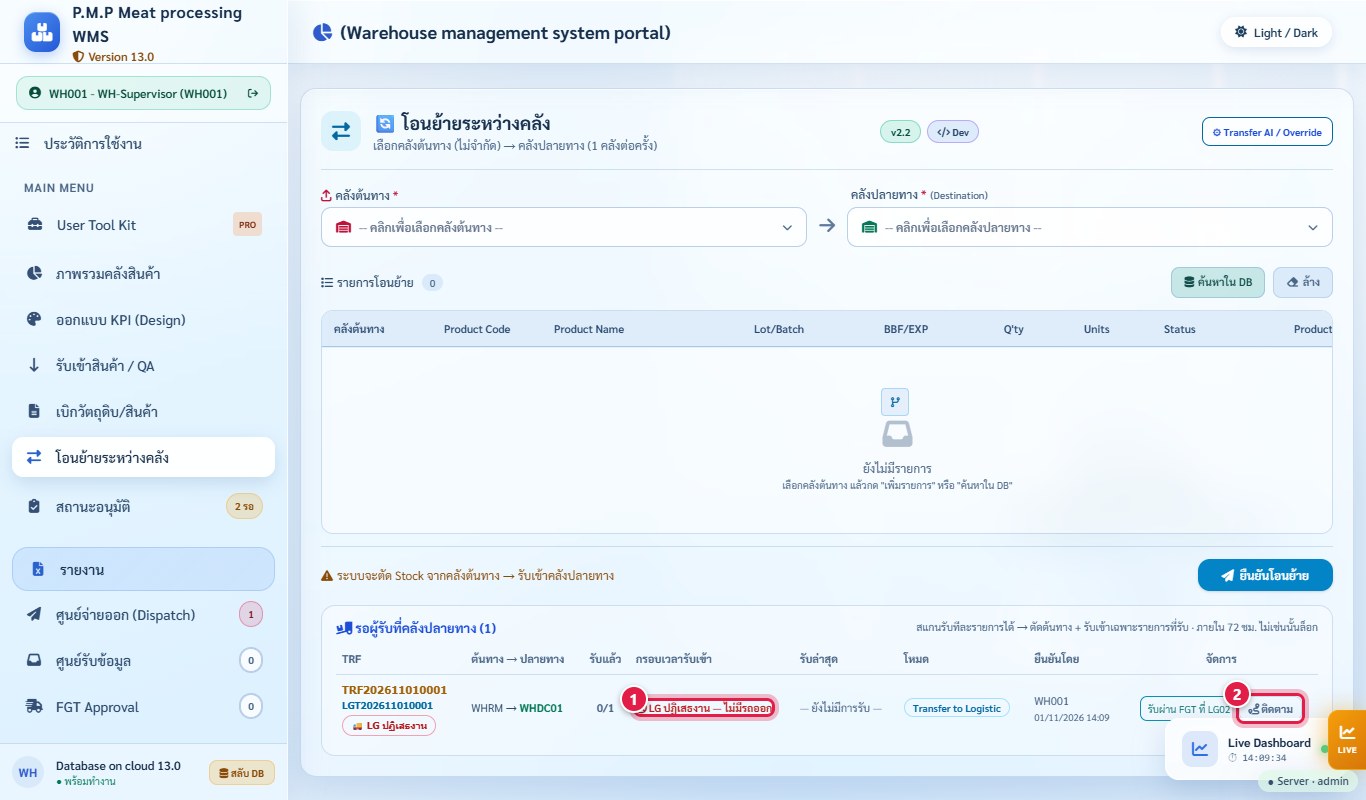 P.M.P Meat processing
WMS
Version 13.0
(Warehouse management system portal)
Light / Dark
WH001 - WH-Supervisor (WH001)
ประวัติการใช้งาน
MAIN MENU
User Tool Kit
PRO
ภาพรวมคลังสินค้า
ออกแบบ KPI (Design)
รับเข้าสินค้า / QA
เบิกวัตถุดิบ/สินค้า
โอนย้ายระหว่างคลัง
สถานะอนุมัติ
2 รอ
รายงาน
ศูนย์จ่ายออก (Dispatch)
1
ศูนย์รับข้อมูล
0
FGT Approval
0
WH
Database on cloud 13.0
● พร้อมทำงาน
สลับ DB
โอนย้ายระหว่างคลัง
เลือกคลังต้นทาง (ไม่จำกัด) → คลังปลายทาง (1 คลังต่อครั้ง)
v2.2
</> Dev
Transfer AI / Override
คลังต้นทาง *
คลังปลายทาง * (Destination)
-- คลิกเพื่อเลือกคลังต้นทาง --
-- คลิกเพื่อเลือกคลังปลายทาง --
รายการโอนย้าย 0
ค้นหาใน DB
ล้าง
คลังต้นทาง Product Code Product Name Lot/Batch BBF/EXP Q'ty Units Status Product
ยังไม่มีรายการ
เลือกคลังต้นทาง แล้วกด "เพิ่มรายการ" หรือ "ค้นหาใน DB"
ระบบจะตัด Stock จากคลังต้นทาง → รับเข้าคลังปลายทาง
ยืนยันโอนย้าย
รอผู้รับที่คลังปลายทาง (1)
สแกนรับทีละรายการได้ → ตัดต้นทาง + รับเข้าเฉพาะรายการที่รับ · ภายใน 72 ชม. ไม่เช่นนั้นล็อก
TRF ต้นทาง → ปลายทาง รับแล้ว กรอบเวลารับเข้า รับล่าสุด โหมด ยืนยันโดย จัดการ
TRF202611010001
LGT202611010001
LG ปฏิเสธงาน
WHRM → WHDC01
0/1
1
LG ปฏิเสธงาน — ไม่มีรถออก
— ยังไม่มีการรับ —
Transfer to Logistic
WH001
01/11/2026 14:09
รับผ่าน FGT ที่ LG02
2
ติดตาม
Live Dashboard
14:09:34
LIVE
● Server · admin